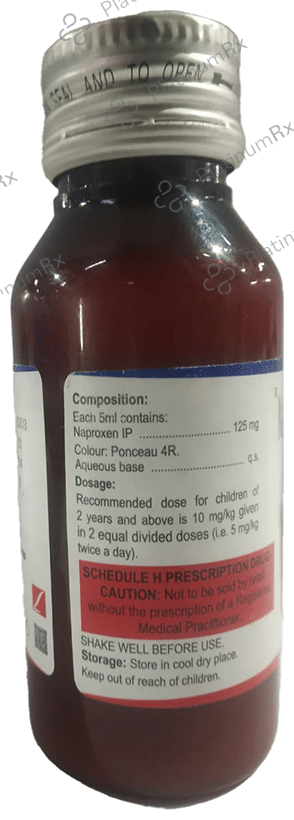 SEAL AND TO OPEN
PlatinumRx
Composition:
Each 5ml contains:
Naproxen IP ........................ 125 mg
Colour: Ponceau 4R.
Aqueous base ........................ q.s.
Dosage:
Recommended dose for children of
2 years and above is 10 mg/kg given
in 2 equal divided doses (i.e. 5 mg/kg
twice a day).
SCHEDULE H PRESCRIPTION DRUG
CAUTION: Not to be sold by retail
without the prescription of a Registered
Medical Practitioner.
SHAKE WELL BEFORE USE.
Storage: Store in cool dry place.
Keep out of reach of children.